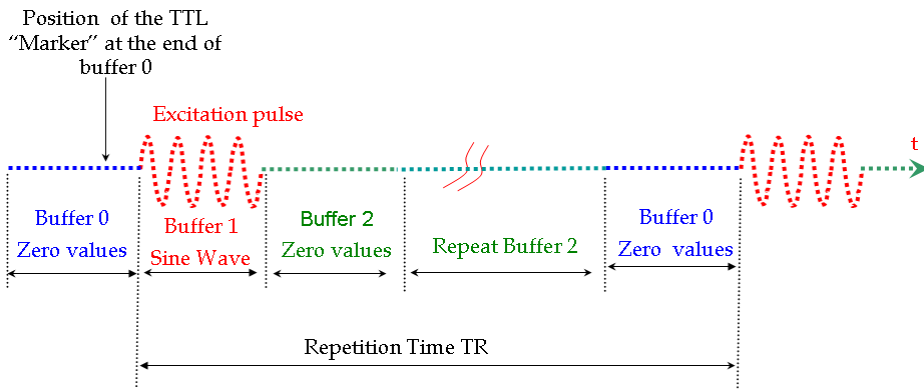 Position of the TTL
“Marker” at the end of
buffer 0
Excitation pulse
t
Buffer 0
Zero values
Buffer 1
Sine Wave
Buffer 2
Zero values
Repeat Buffer 2
Buffer 0
Zero values
Repetition Time TR